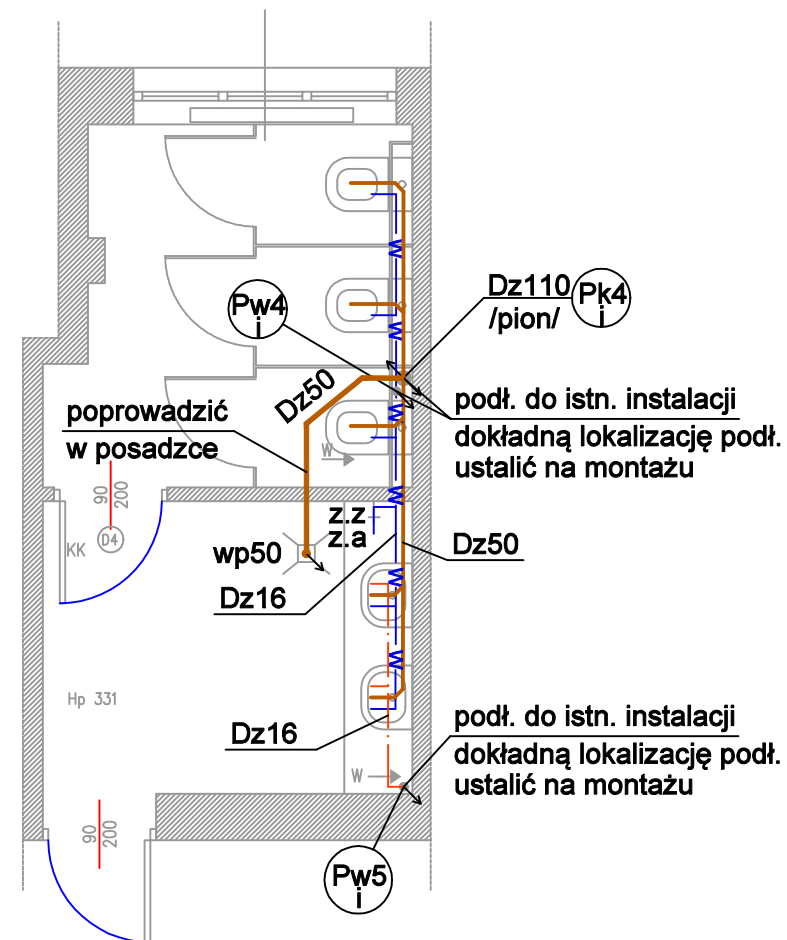 Dz110
/pion/
Pk4
i
Pw4
i
Dz50
podł. do istn. instalacji
dokładną lokalizację podł.
ustalić na montażu
poprowadzić
w posadzce
W
W
W
W
W
W
W
90
200
D4
KK
z.z
z.a
wp50
Dz50
Dz16
Hp 331
Dz16
podł. do istn. instalacji
dokładną lokalizację podł.
ustalić na montażu
W
90
200
Pw5
i